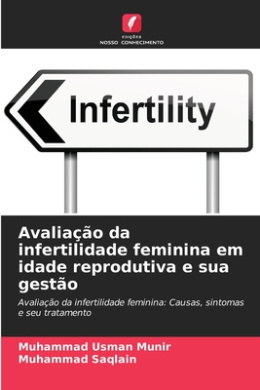 edições
NOSSO CONHECIMENTO
Infertility
Avaliação da
infertilidade feminina em
idade reprodutiva e sua
gestão
Avaliação da infertilidade feminina: Causas, sintomas
e seu tratamento
Muhammad Usman Munir
Muhammad Saqlain